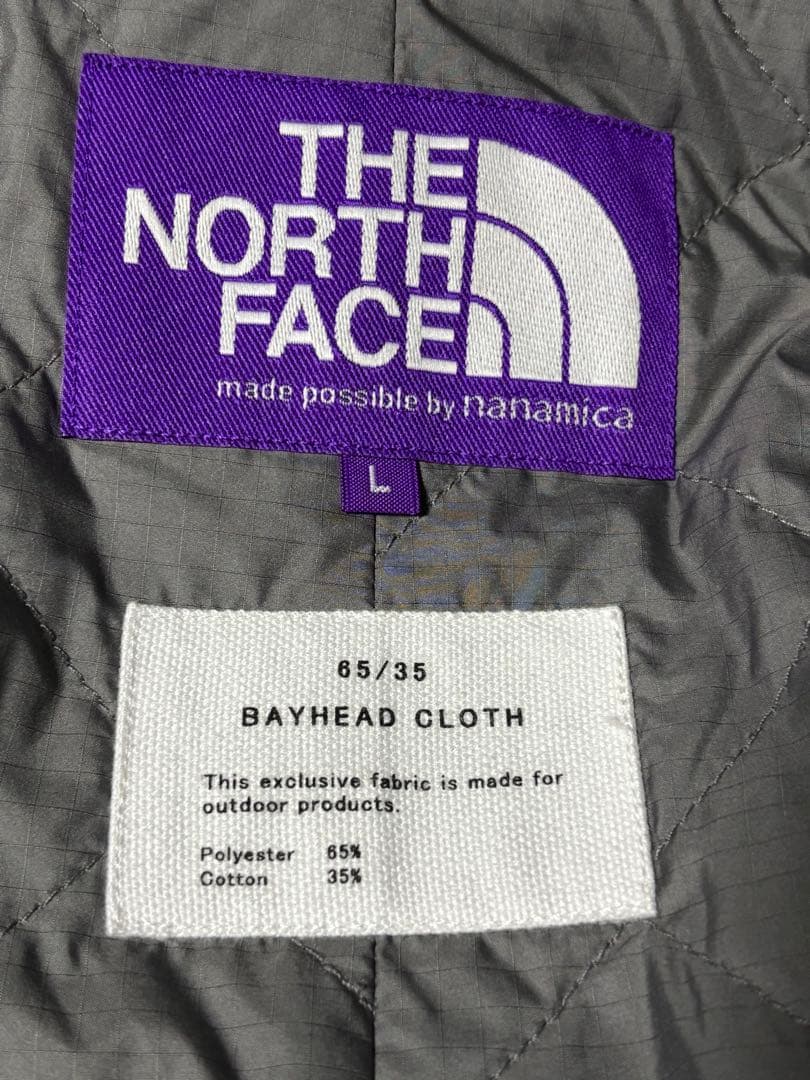 THE
NORTH
FACE
made possible by nanamica
L
65/35
BAYHEAD CLOTH
This exclusive fabric is made for
outdoor products.
Polyester 65%
Cotton 35%